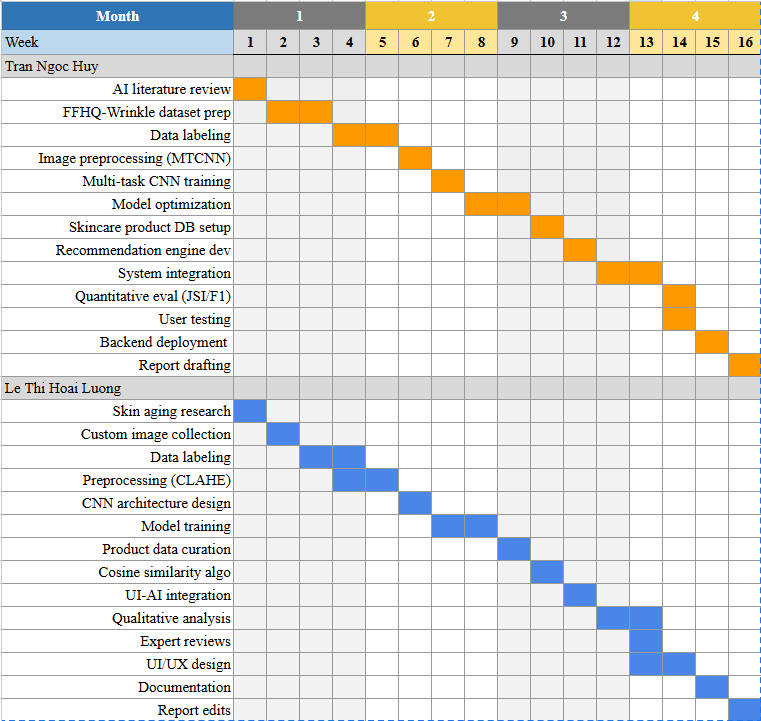 Month 1 2 3 4
Week 1 2 3 4 5 6 7 8 9 10 11 12 13 14 15 16
Tran Ngoc Huy
AI literature review
FFHQ-Wrinkle dataset prep
Data labeling
Image preprocessing (MTCNN)
Multi-task CNN training
Model optimization
Skincare product DB setup
Recommendation engine dev
System integration
Quantitative eval (JSI/F1)
User testing
Backend deployment
Report drafting
Le Thi Hoai Luong
Skin aging research
Custom image collection
Data labeling
Preprocessing (CLAHE)
CNN architecture design
Model training
Product data curation
Cosine similarity algo
UI-AI integration
Qualitative analysis
Expert reviews
UI/UX design
Documentation
Report edits